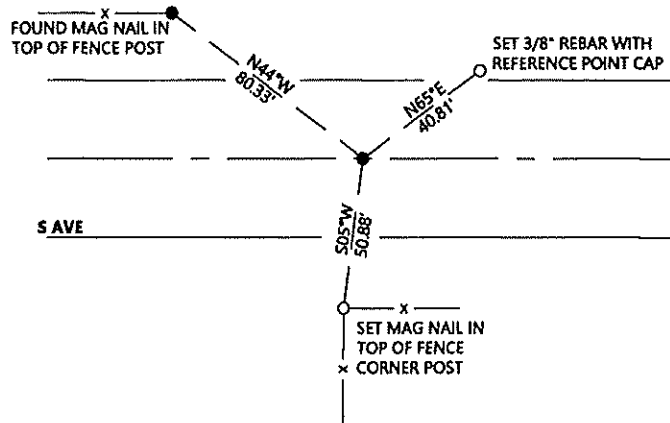 FOUND MAG NAIL IN
TOP OF FENCE POST
SET 3/8" REBAR WITH
REFERENCE POINT CAP
N44°W
80.33'
N65°E
40.81'
S AVE
S05°W
50.88'
SET MAG NAIL IN
TOP OF FENCE
CORNER POST
x
x
x